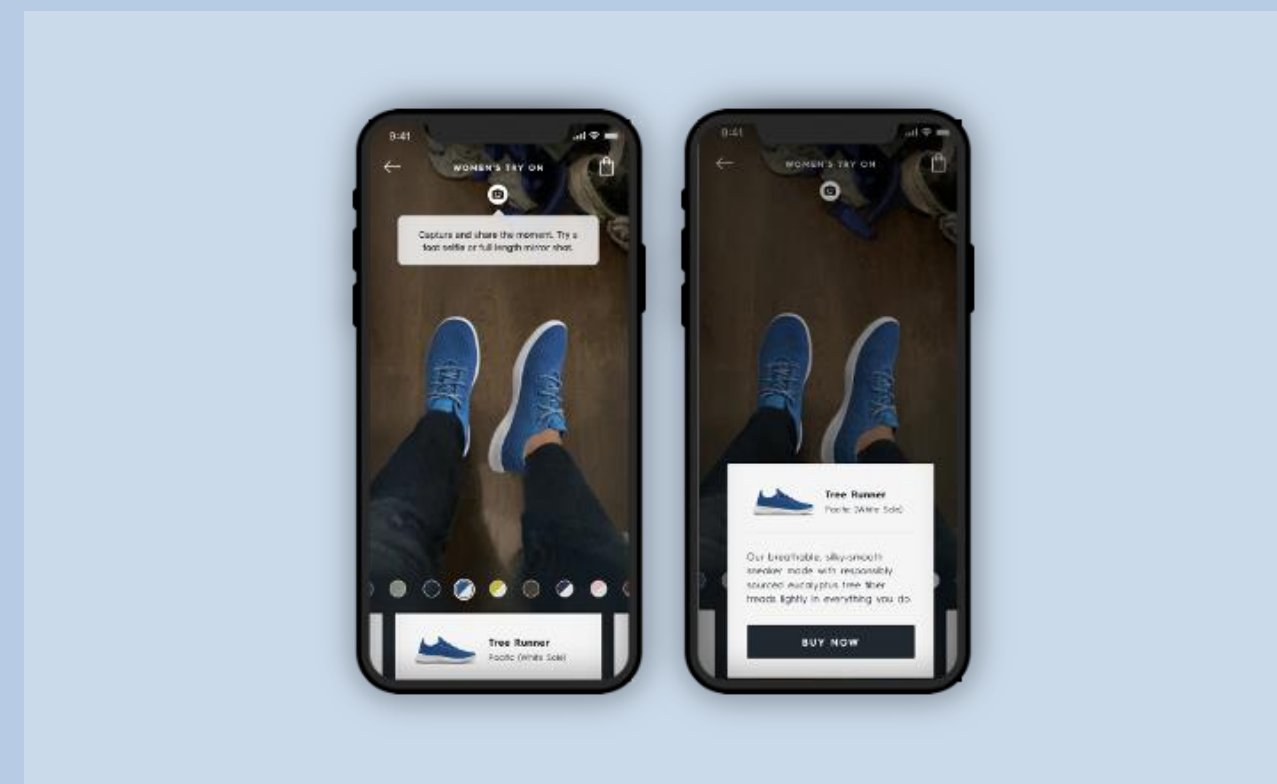 9:41
WOMEN'S TRY ON
Capture and share the moment. Try a
foot selfie or full length mirror shot.
Tree Runner
Pacific (White Sole)
9:41
WOMEN'S TRY ON
Tree Runner
Pacific (White Sole)
Our breathable, silky-smooth
sneaker made with responsibly
sourced eucalyptus tree fiber
treads lightly in everything you do.
BUY NOW